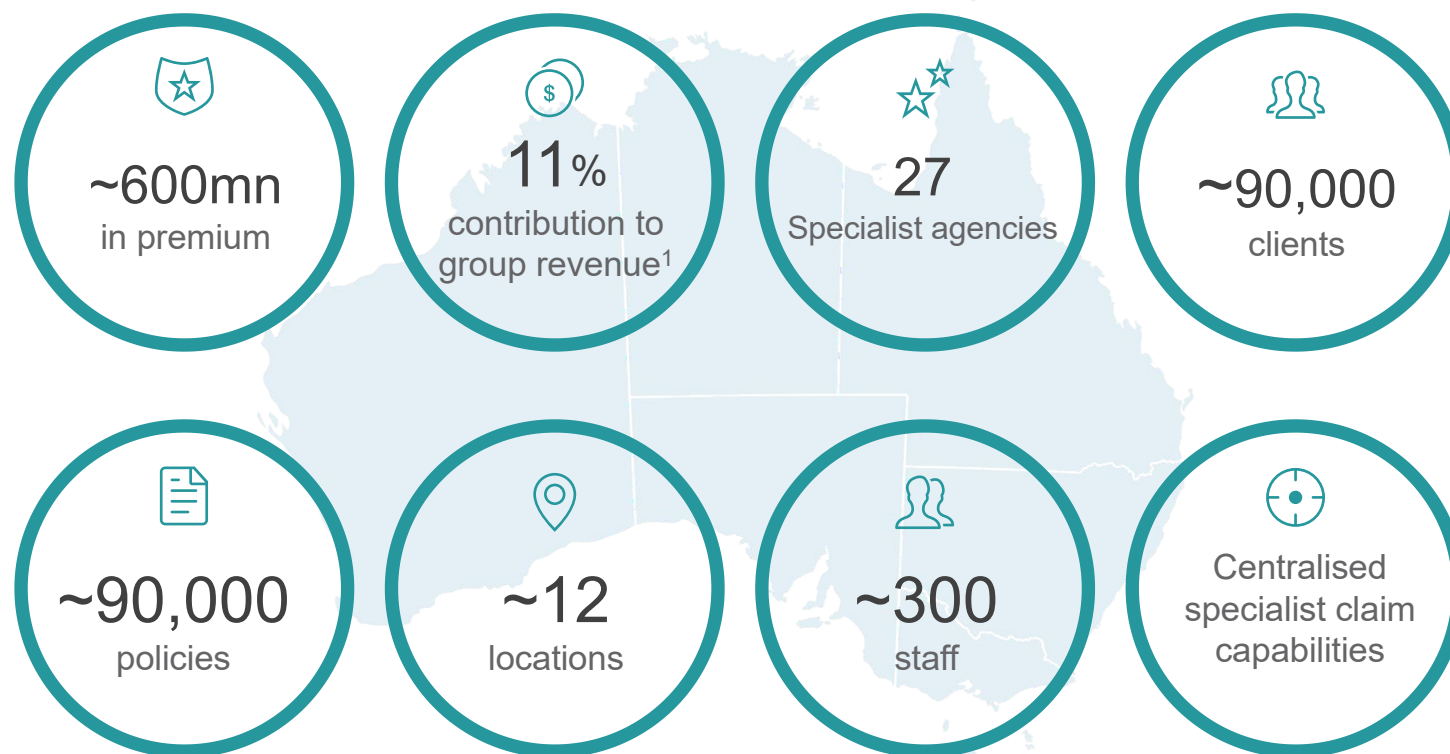 $
~600mn
in premium
11%
contribution to
group revenue1
27
Specialist agencies
~90,000
clients
~90,000
policies
~12
locations
~300
staff
Centralised
specialist claim
capabilities